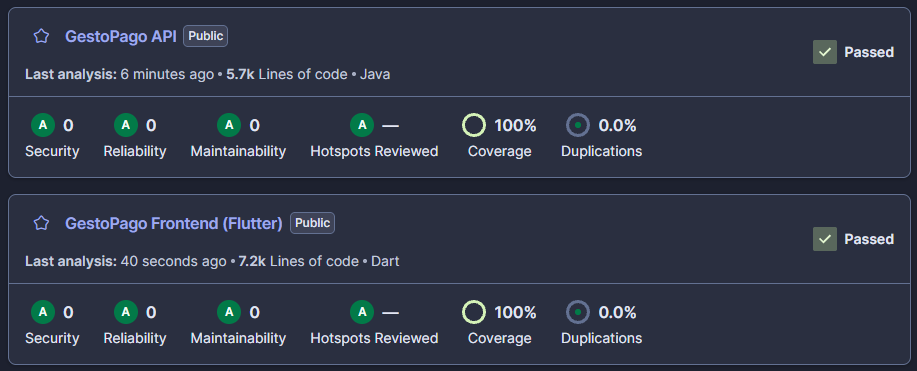 GestoPago API Public
Passed
Last analysis: 6 minutes ago • 5.7k Lines of code • Java
A 0 A 0 A 0 A — 100% 0.0%
Security Reliability Maintainability Hotspots Reviewed Coverage Duplications
GestoPago Frontend (Flutter) Public
Passed
Last analysis: 40 seconds ago • 7.2k Lines of code • Dart
A 0 A 0 A 0 A — 100% 0.0%
Security Reliability Maintainability Hotspots Reviewed Coverage Duplications